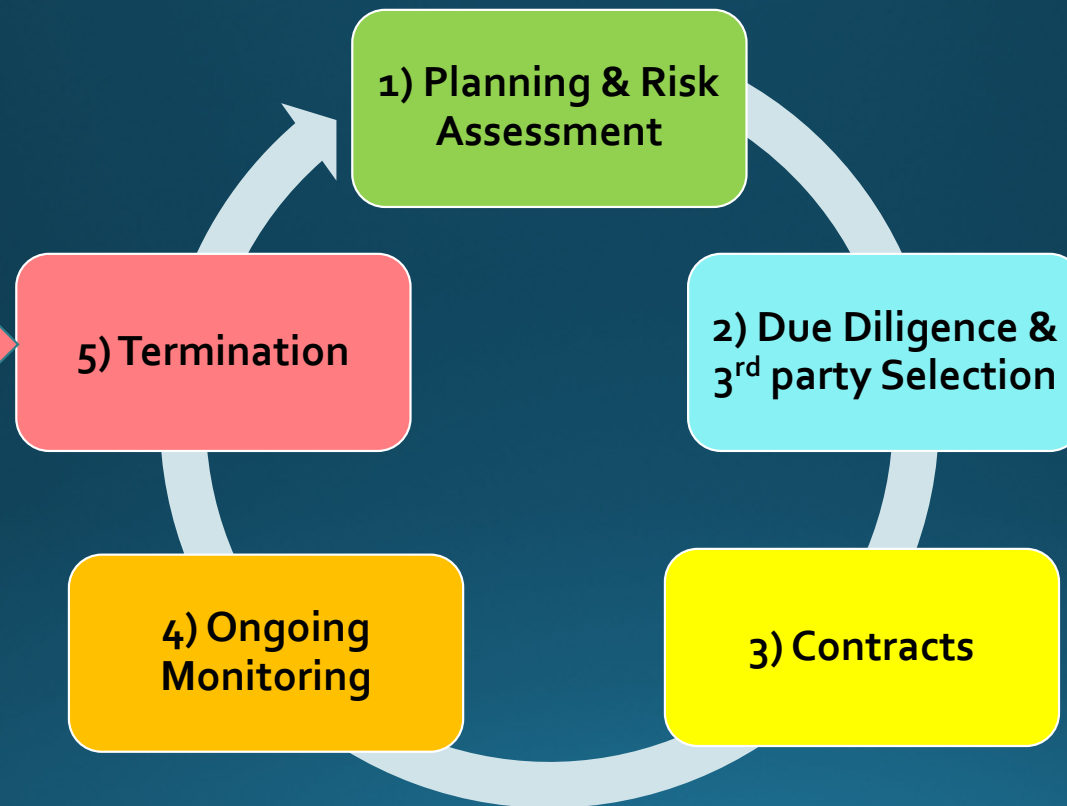 1) Planning & Risk
Assessment
2) Due Diligence &
3rd party Selection
3) Contracts
4) Ongoing
Monitoring
5) Termination